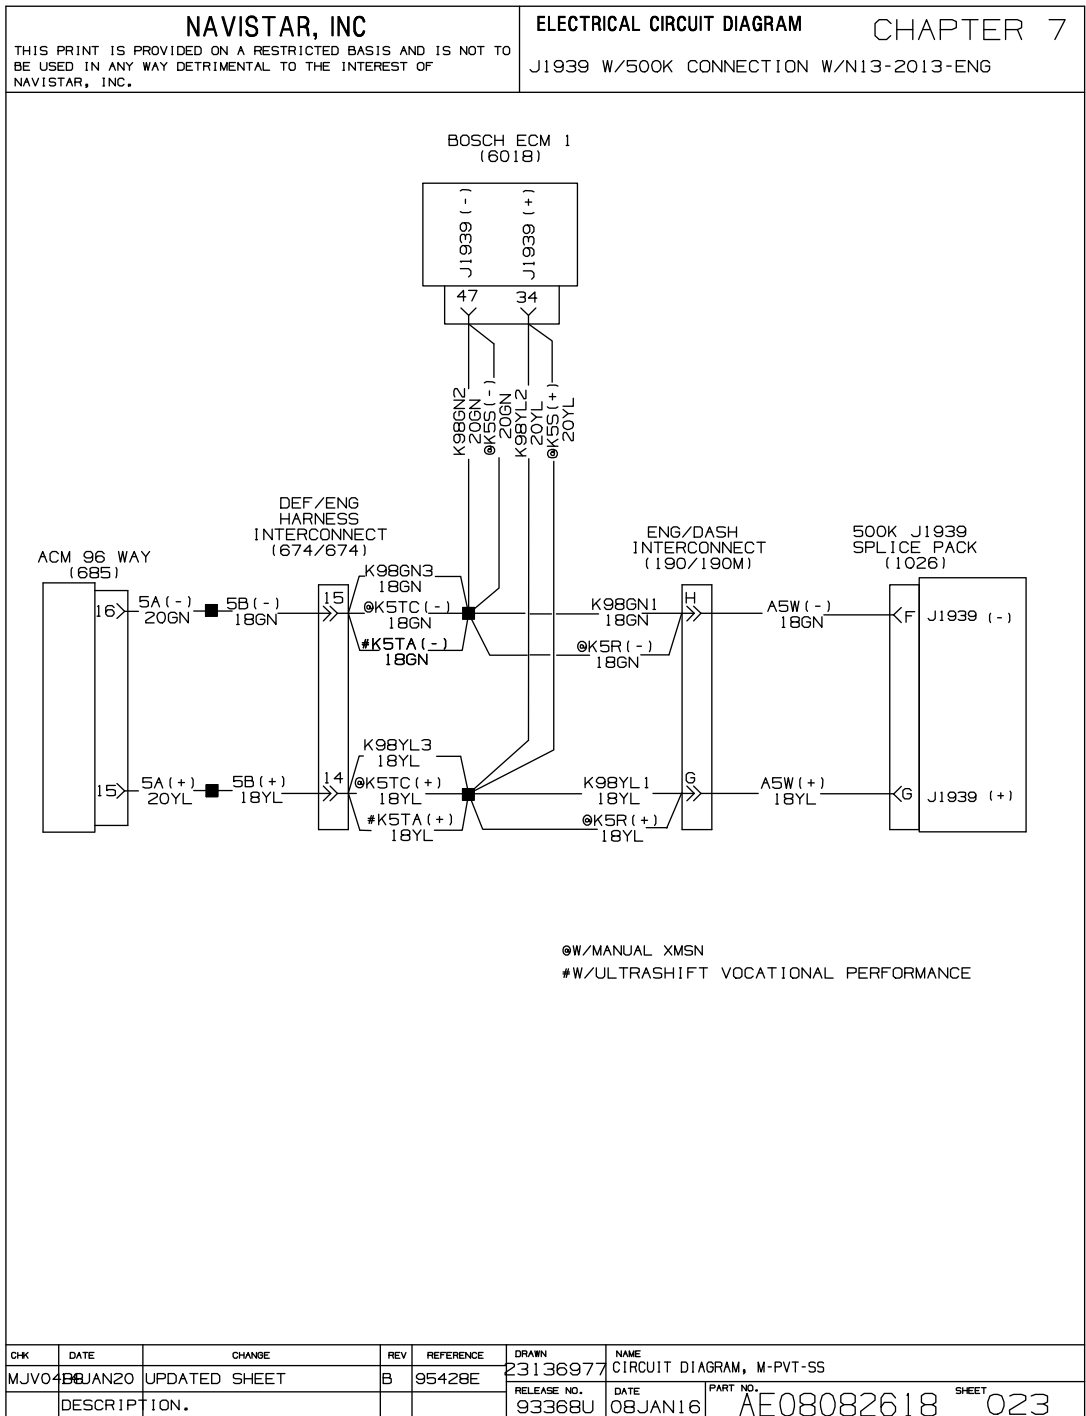 NAVISTAR, INC
THIS PRINT IS PROVIDED ON A RESTRICTED BASIS AND IS NOT TO
BE USED IN ANY WAY DETRIMENTAL TO THE INTEREST OF
NAVISTAR, INC.
ELECTRICAL CIRCUIT DIAGRAM
CHAPTER 7
J1939 W/500K CONNECTION W/N13-2013-ENG
BOSCH ECM 1
(6018)
J1939 (-)
J1939 (+)
47
34
K98GN2
20GN
@K5S(-)
20GN
K98YL2
20YL
@K5S(+)
20YL
DEF/ENG
HARNESS
INTERCONNECT
(674/674)
ENG/DASH
INTERCONNECT
(190/190M)
500K J1939
SPLICE PACK
(1026)
ACM 96 WAY
(685)
16
5A(-)
20GN
5B(-)
18GN
15
K98GN3
18GN
@K5TC(-)
18GN
#K5TA(-)
18GN
K98GN1
18GN
@K5R(-)
18GN
H
A5W(-)
18GN
F
J1939 (-)
15
5A(+)
20YL
5B(+)
18YL
14
K98YL3
18YL
@K5TC(+)
18YL
#K5TA(+)
18YL
K98YL1
18YL
@K5R(+)
18YL
G
A5W(+)
18YL
G
J1939 (+)
@W/MANUAL XMSN
#W/ULTRASHIFT VOCATIONAL PERFORMANCE
CHK DATE CHANGE REV REFERENCE
UPDATED SHEET B 95428E
DESCRIPTION.
DRAWN
23136977
NAME
CIRCUIT DIAGRAM, M-PVT-SS
RELEASE NO.
93368U
DATE
08JAN16
PART NO.
AE08082618
SHEET
023